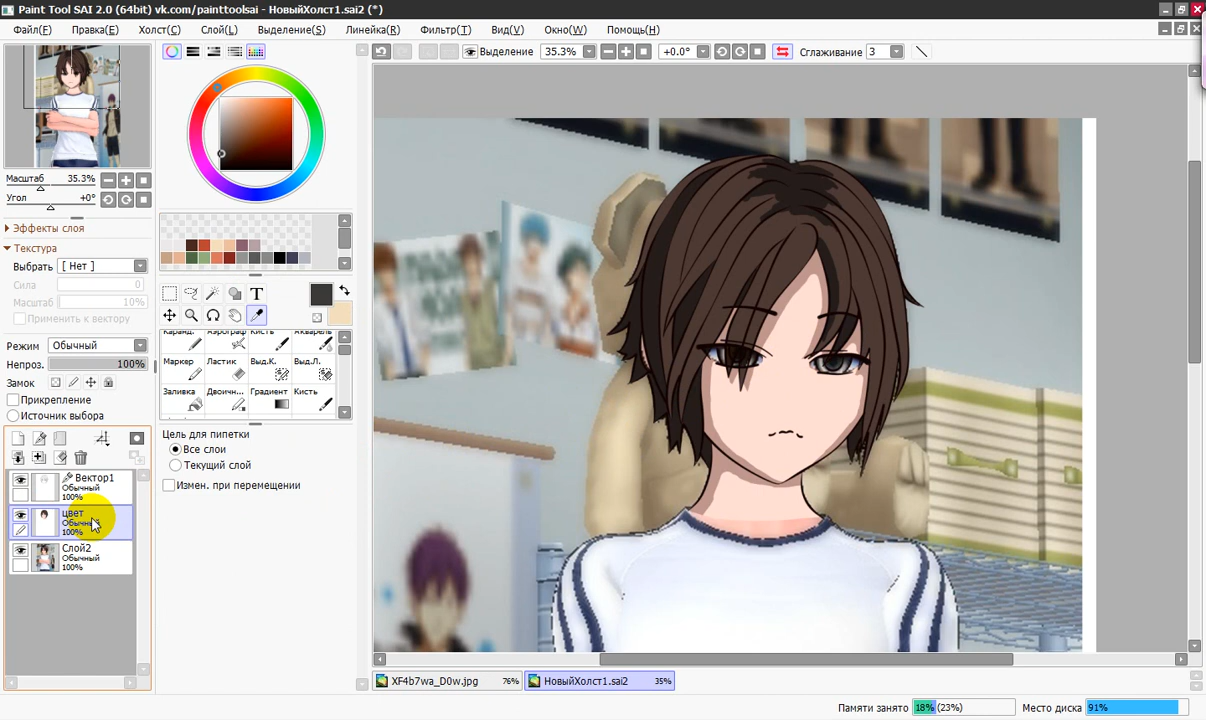 Paint Tool SAI 2.0 (64bit) vk.com/painttoolsai - НовыйХолст1.sai2 (*)
Файл(F) Правка(E) Холст(C) Слой(L) Выделение(S) Линейка(R) Фильтр(T) Вид(V) Окно(W) Помощь(H)
Выделение 35.3% +0.0° Сглаживание 3
Масштаб 35.3%
Угол +0°
Эффекты слоя
Текстура
Выбрать [ Нет ]
Сила 0
Масштаб 10%
Применить к вектору
Режим Обычный
Непроз. 100%
Замок
Прикрепление
Источник выбора
Вектор1
Обычный
100%
цвет
Обычный
100%
Слой2
Обычный
100%
T
Каранд. Аэрограф Кисть Акварель
Маркер Ластик Выд.К. Выд.Л.
Заливка Двоичн... Градиент Кисть
Цель для пипетки
Все слои
Текущий слой
Измен. при перемещении
XF4b7wa_D0w.jpg 76% НовыйХолст1.sai2 35%
Памяти занято 18% (23%) Место диска 91%